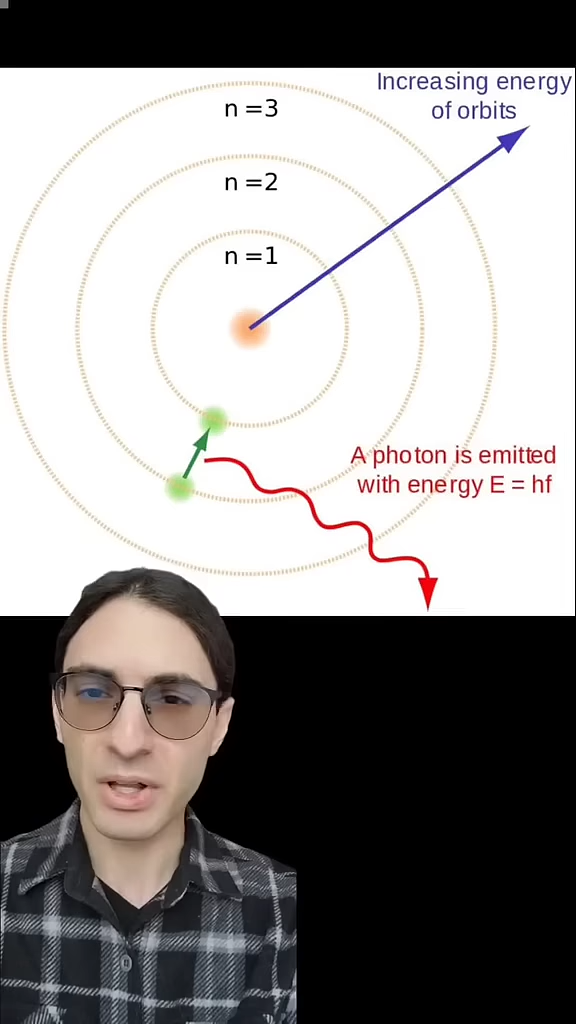 Increasing energy
of orbits
n =3
n =2
n =1
A photon is emitted
with energy E = hf